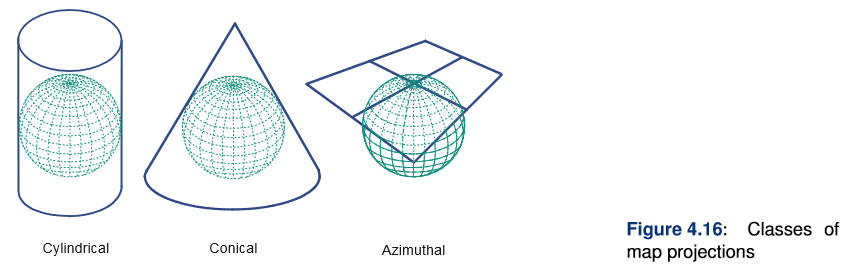 Cylindrical
Conical
Azimuthal
Figure 4.16: Classes of
map projections